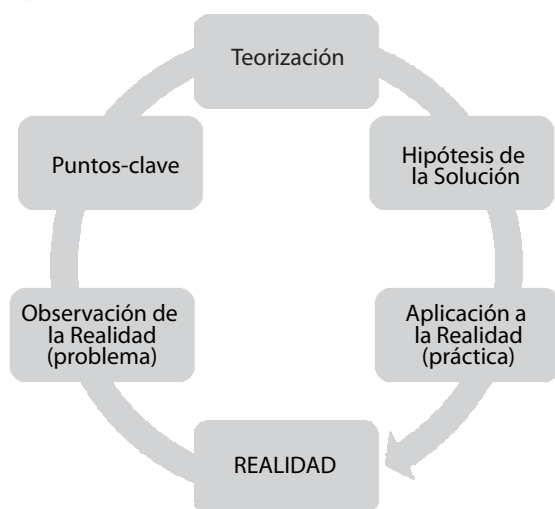 Teorización
Puntos-clave
Hipótesis de
la Solución
Observación de
la Realidad
(problema)
Aplicación a
la Realidad
(práctica)
REALIDAD